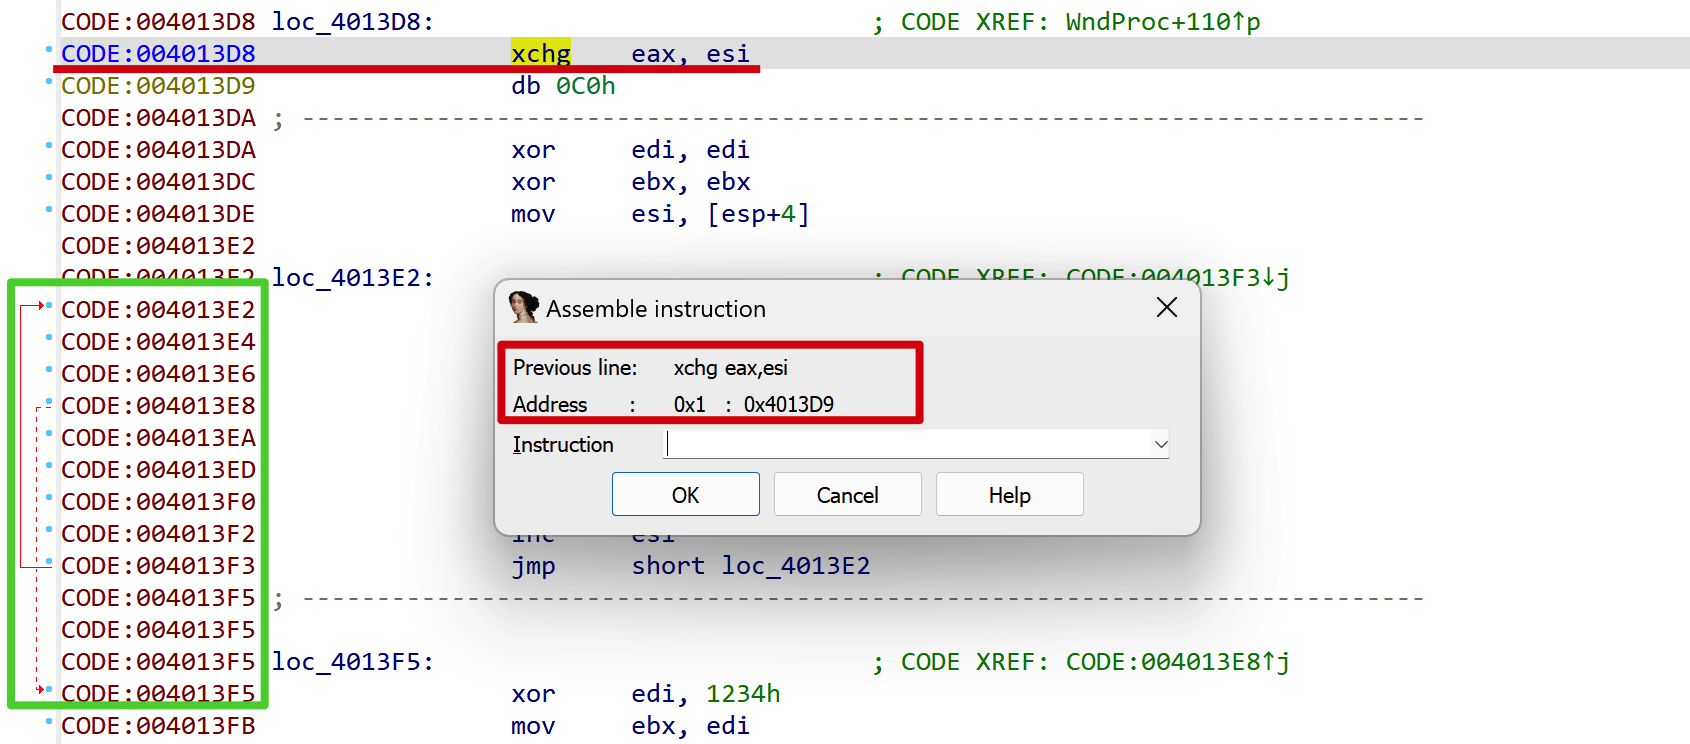 CODE:004013D8 loc_4013D8: ; CODE XREF: WndProc+110↑p
CODE:004013D8 xchg eax, esi
CODE:004013D9 db 0C0h
CODE:004013DA ; ---------------------------------------------------------------------------
CODE:004013DA xor edi, edi
CODE:004013DC xor ebx, ebx
CODE:004013DE mov esi, [esp+4]
CODE:004013E2
CODE:004013E2 loc_4013E2: ; CODE XREF: CODE:004013F3↓j
CODE:004013E2
CODE:004013E4
CODE:004013E6
CODE:004013E8
CODE:004013EA
CODE:004013ED
CODE:004013F0
CODE:004013F2 inc esi
CODE:004013F3 jmp short loc_4013E2
CODE:004013F5 ; ---------------------------------------------------------------------------
CODE:004013F5
CODE:004013F5 loc_4013F5: ; CODE XREF: CODE:004013E8↑j
CODE:004013F5 xor edi, 1234h
CODE:004013FB mov ebx, edi
Assemble instruction
Previous line: xchg eax,esi
Address : 0x1 : 0x4013D9
Instruction
OK Cancel Help